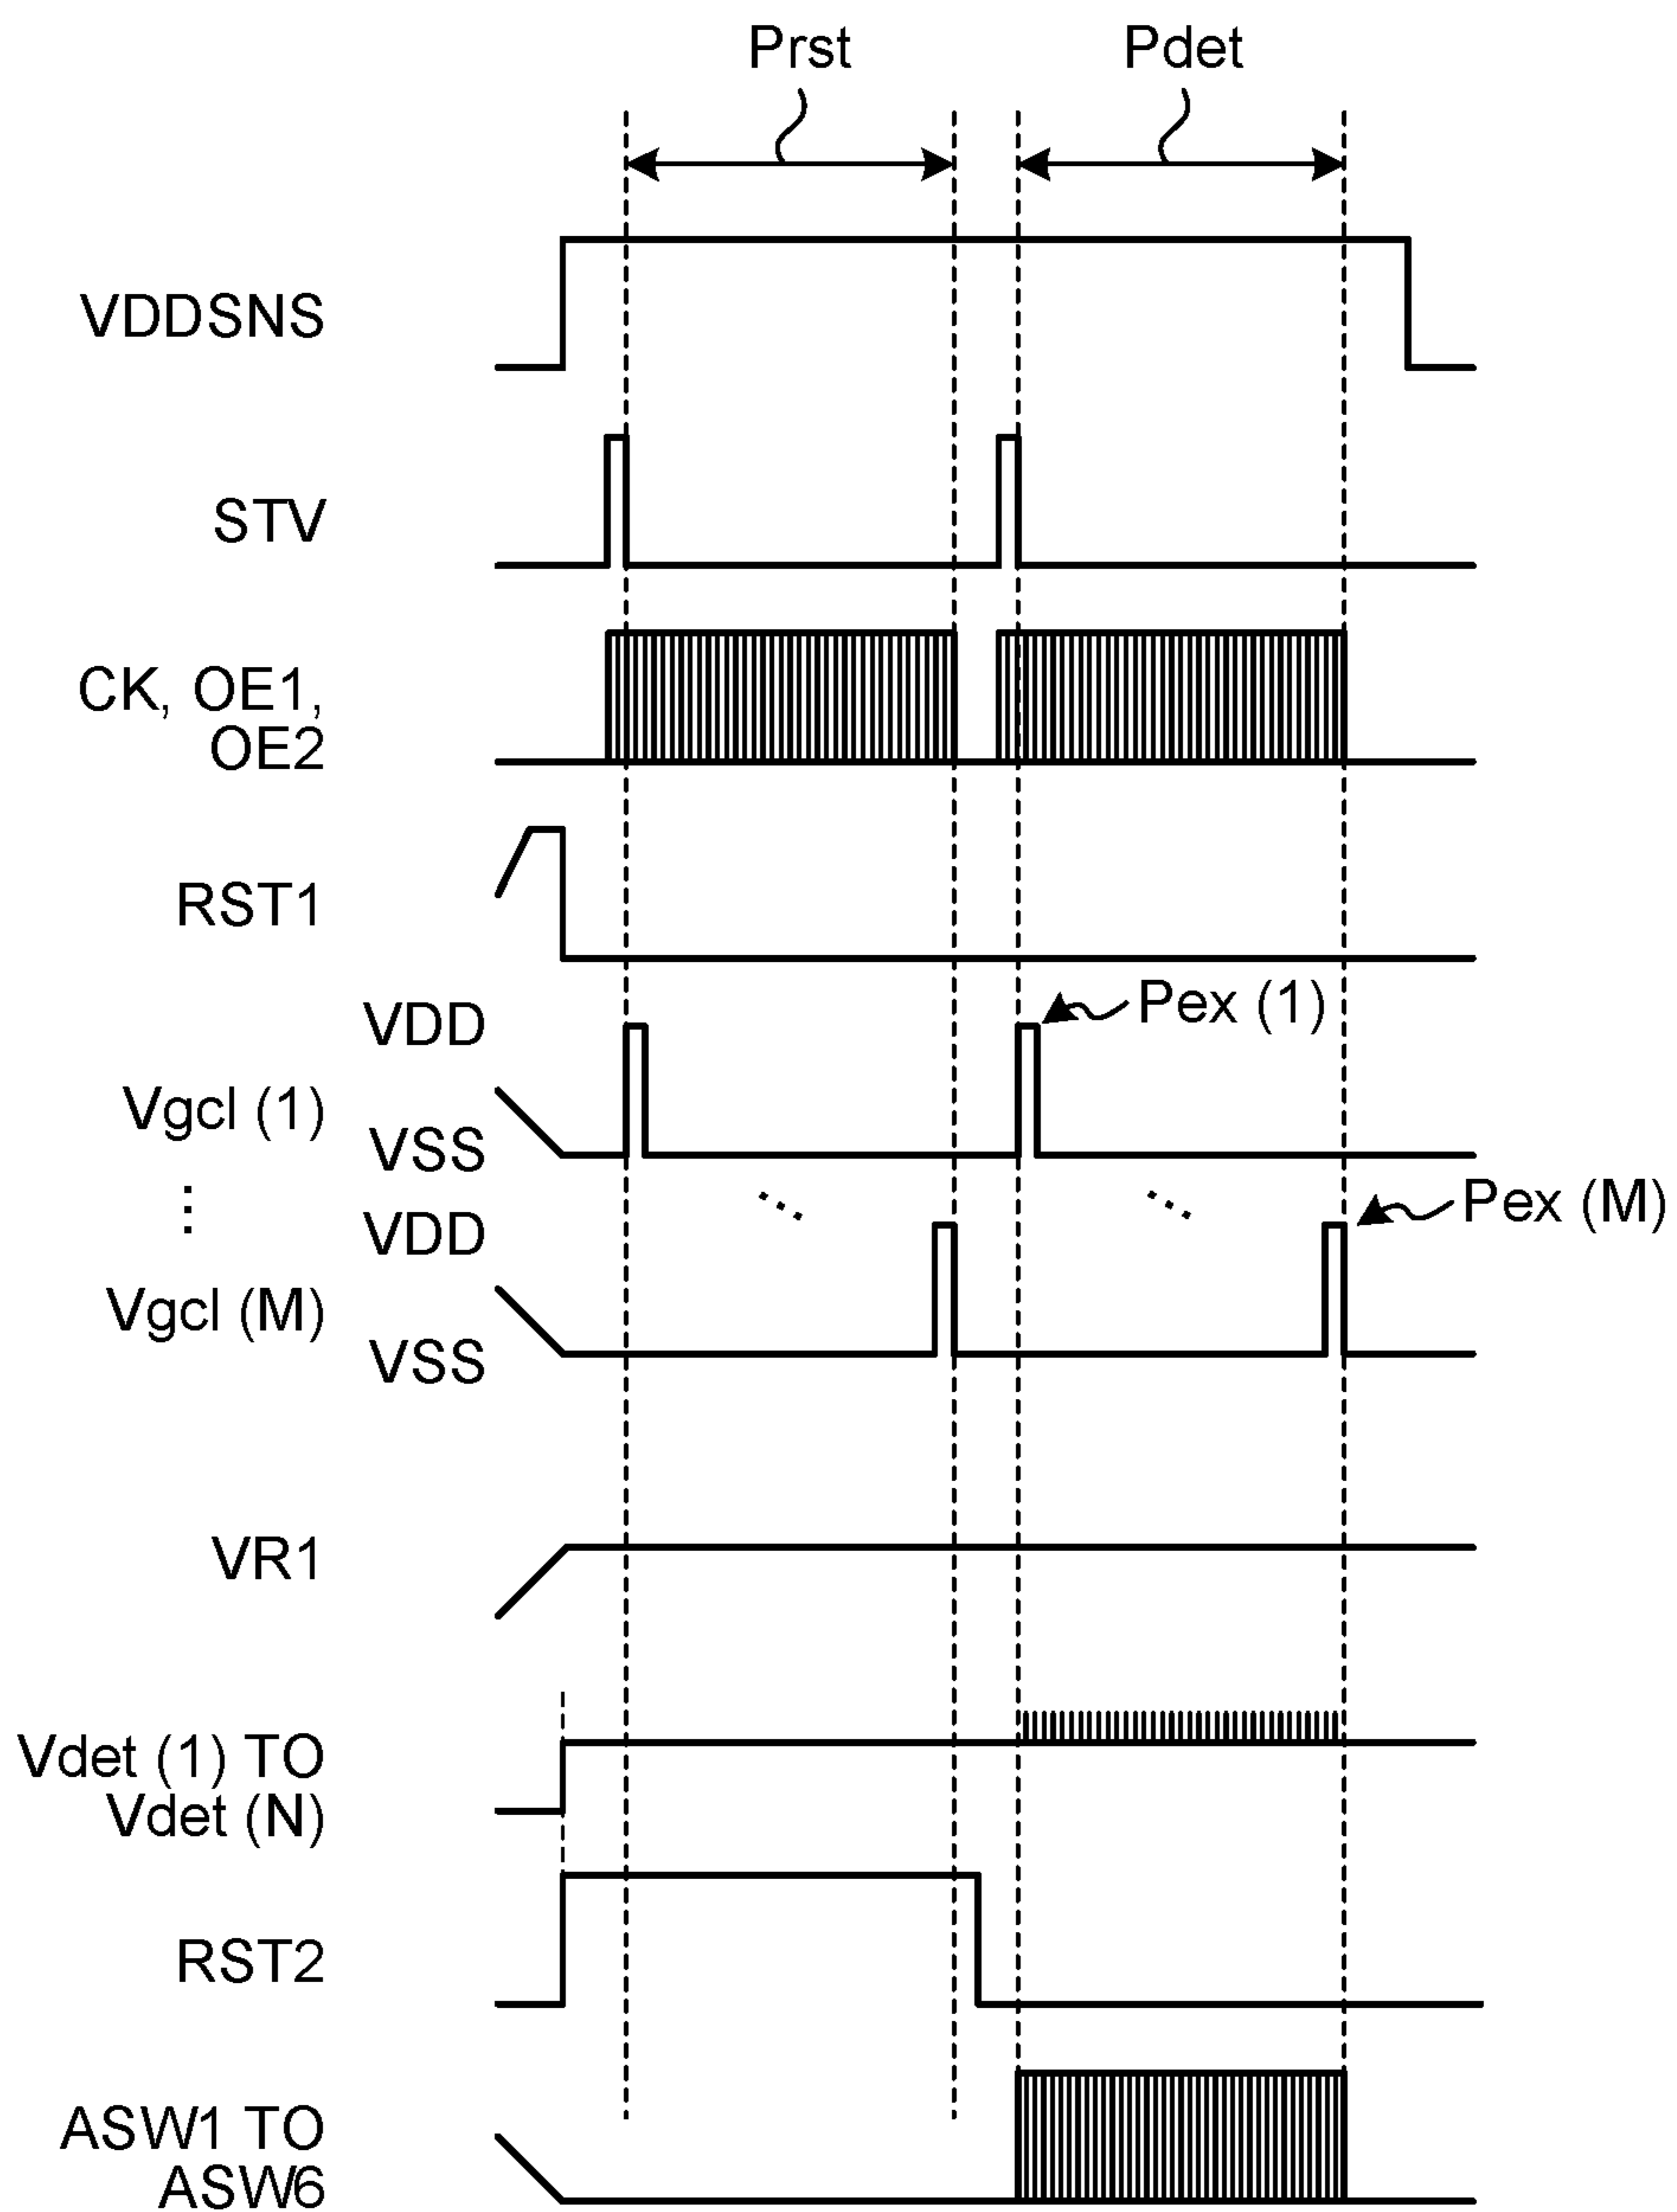 Prst
Pdet
VDDSNS
STV
CK, OE1,
OE2
RST1
VDD
Pex (1)
Vgcl (1)
VSS
VDD
Pex (M)
Vgcl (M)
VSS
VR1
Vdet (1) TO
Vdet (N)
RST2
ASW1 TO
ASW6